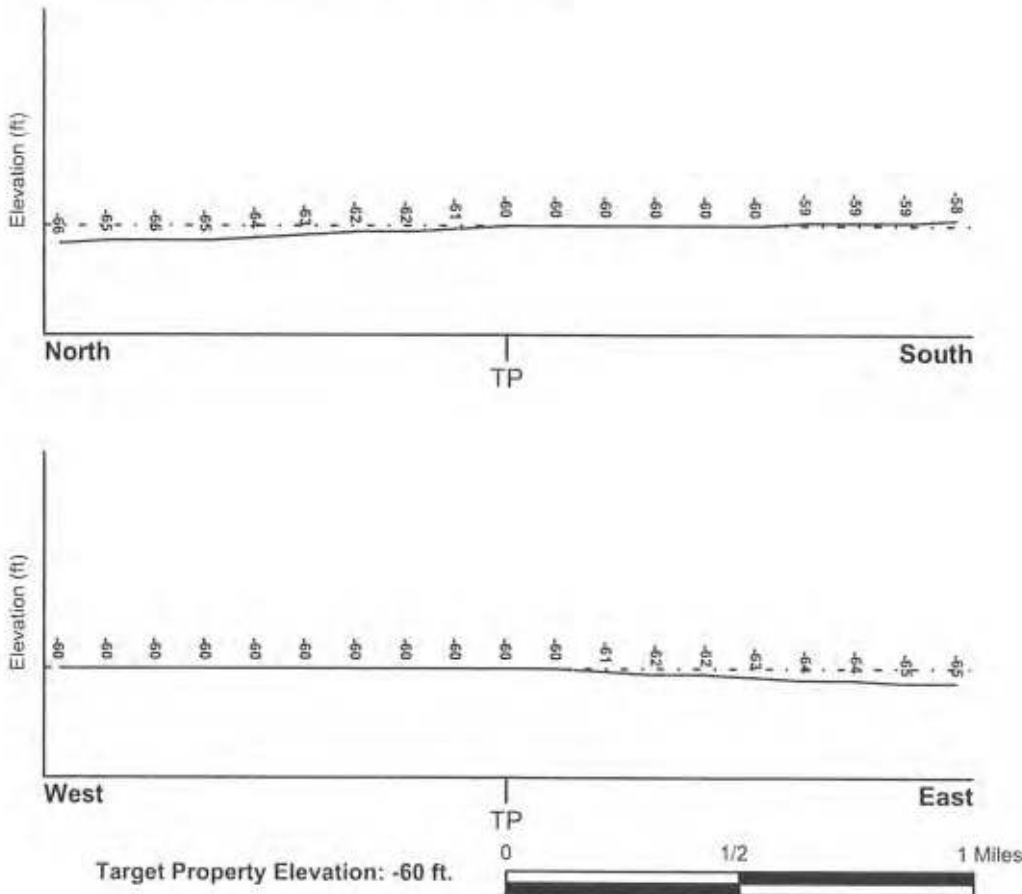 Elevation (ft)
-66 -65 -66 -65 -64 -63 -62 -62 -61 -60 -60 -60 -60 -60 -60 -59 -59 -59 -58
North South
TP
Elevation (ft)
-60 -60 -60 -60 -60 -60 -60 -60 -60 -60 -60 -61 -62 -62 -63 -64 -64 -65 -65
West East
TP
Target Property Elevation: -60 ft.
0 1/2 1 Miles